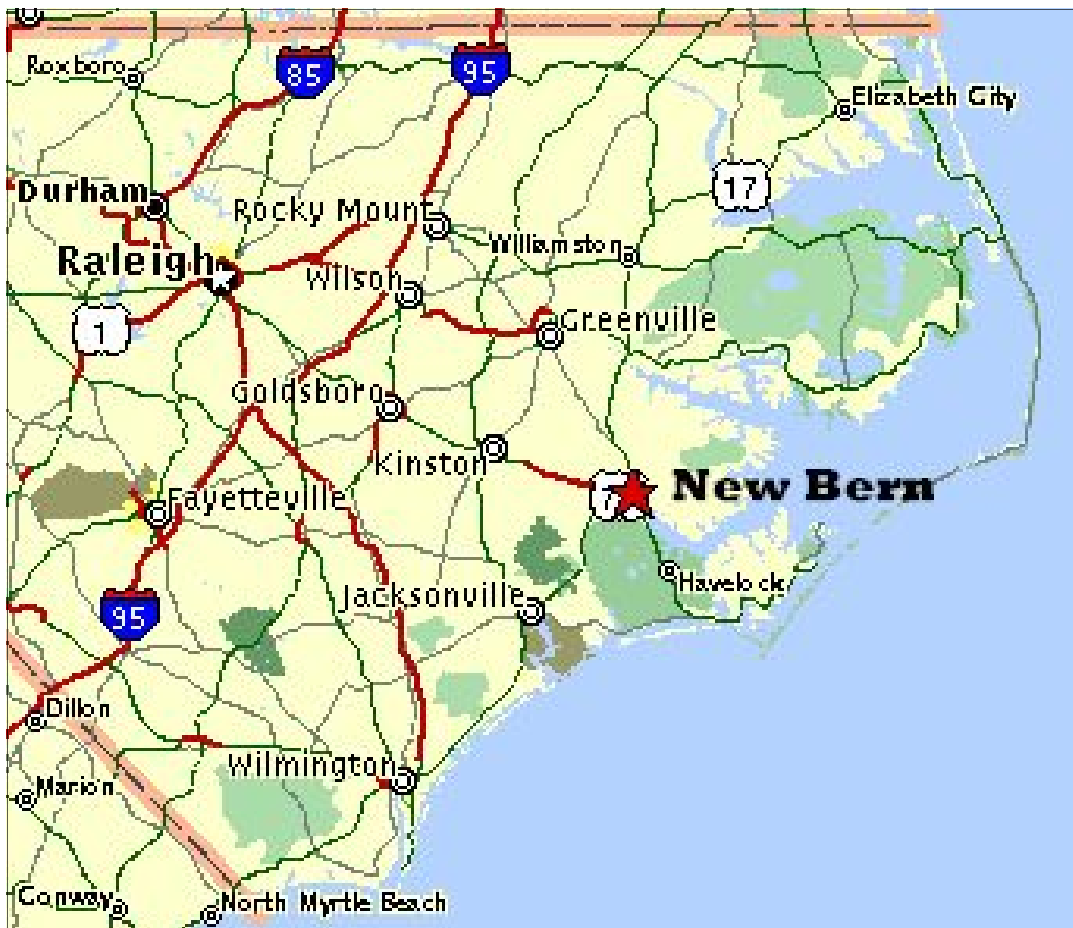 Roxboro
85
95
Elizabeth City
Durham
17
Rocky Mount
Williamston
Raleigh
Wilson
1
Greenville
Goldsboro
Kinston
New Bern
Fayetteville
Havelock
Jacksonville
95
Dillon
Wilmington
Marion
Conway
North Myrtle Beach